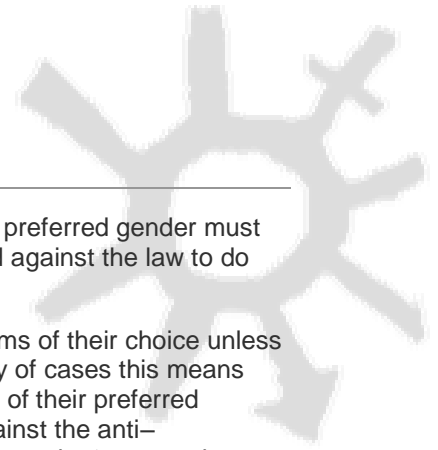 preferred gender must
against the law to do
ms of their choice unless
y of cases this means
of their preferred
ainst the anti–